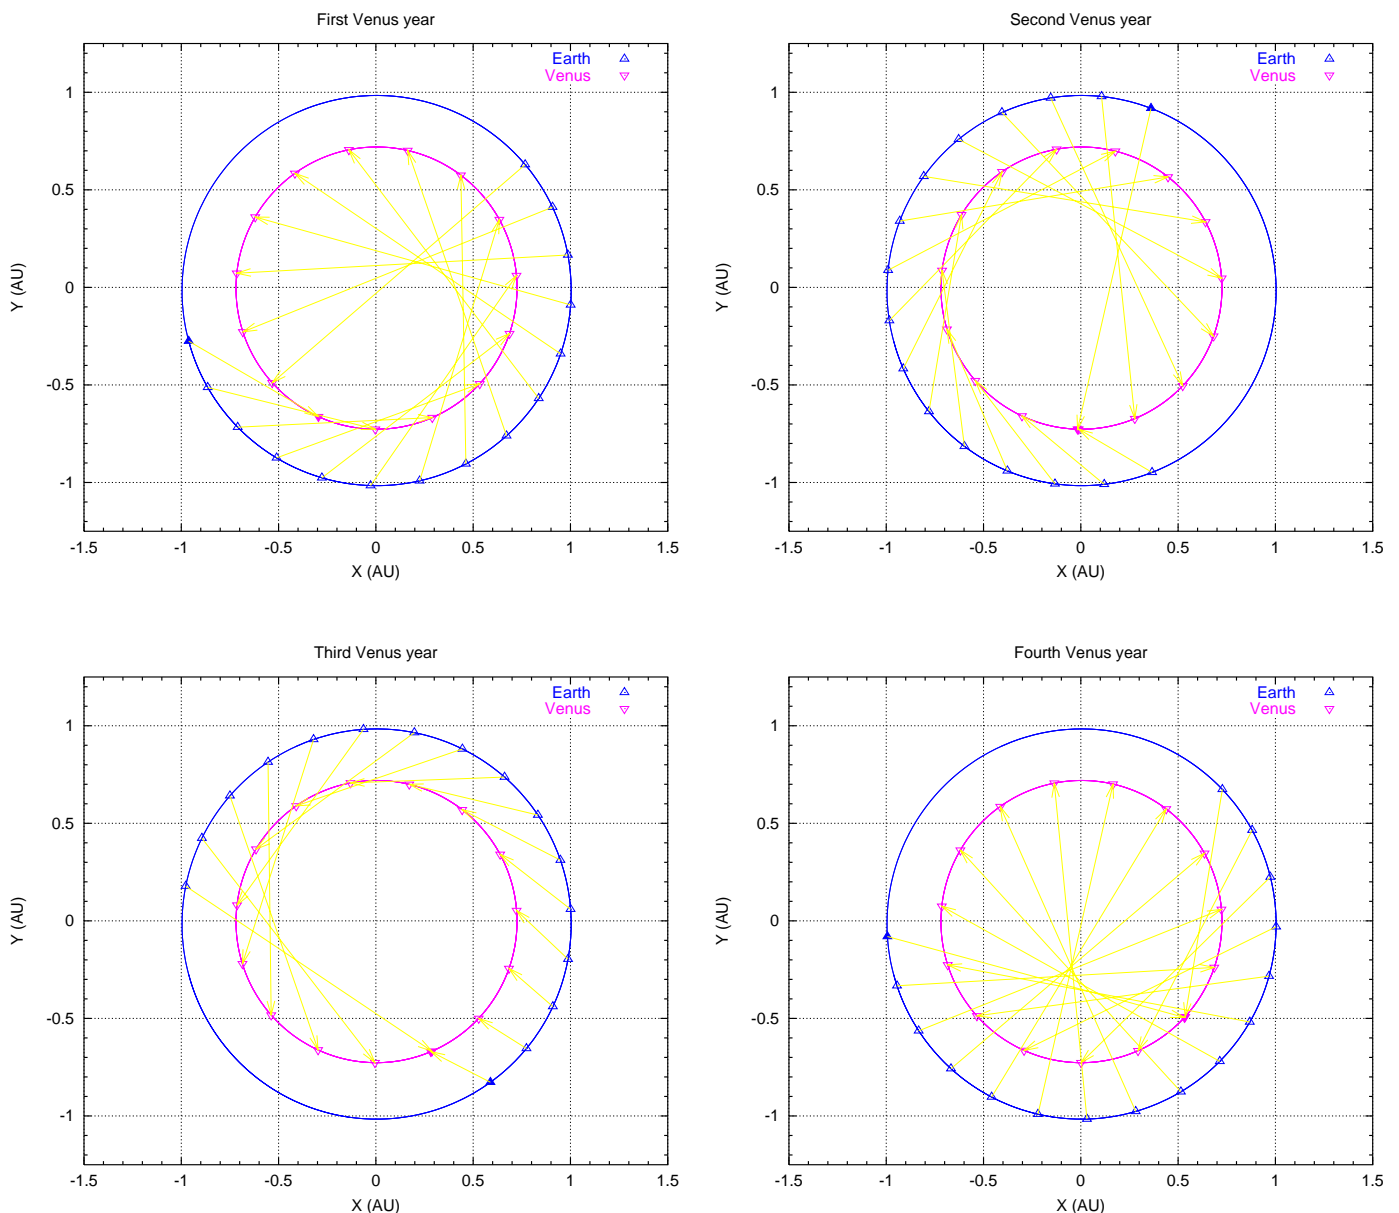 First Venus year
Earth
Venus
1
0.5
0
-0.5
-1
Y (AU)
-1.5 -1 -0.5 0 0.5 1 1.5
X (AU)
Second Venus year
Earth
Venus
1
0.5
0
-0.5
-1
Y (AU)
-1.5 -1 -0.5 0 0.5 1 1.5
X (AU)
Third Venus year
Earth
Venus
1
0.5
0
-0.5
-1
Y (AU)
-1.5 -1 -0.5 0 0.5 1 1.5
X (AU)
Fourth Venus year
Earth
Venus
1
0.5
0
-0.5
-1
Y (AU)
-1.5 -1 -0.5 0 0.5 1 1.5
X (AU)